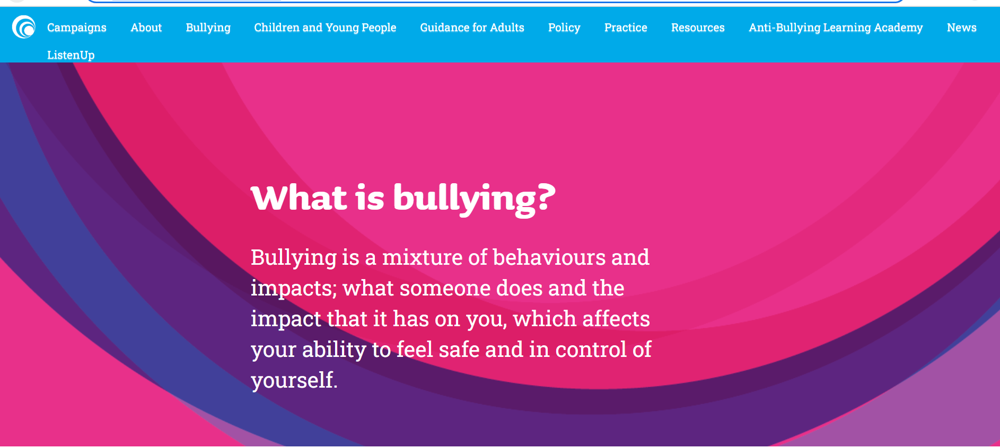 Campaigns About Bullying Children and Young People Guidance for Adults Policy Practice Resources Anti-Bullying Learning Academy News
ListenUp
What is bullying?
Bullying is a mixture of behaviours and
impacts; what someone does and the
impact that it has on you, which affects
your ability to feel safe and in control of
yourself.